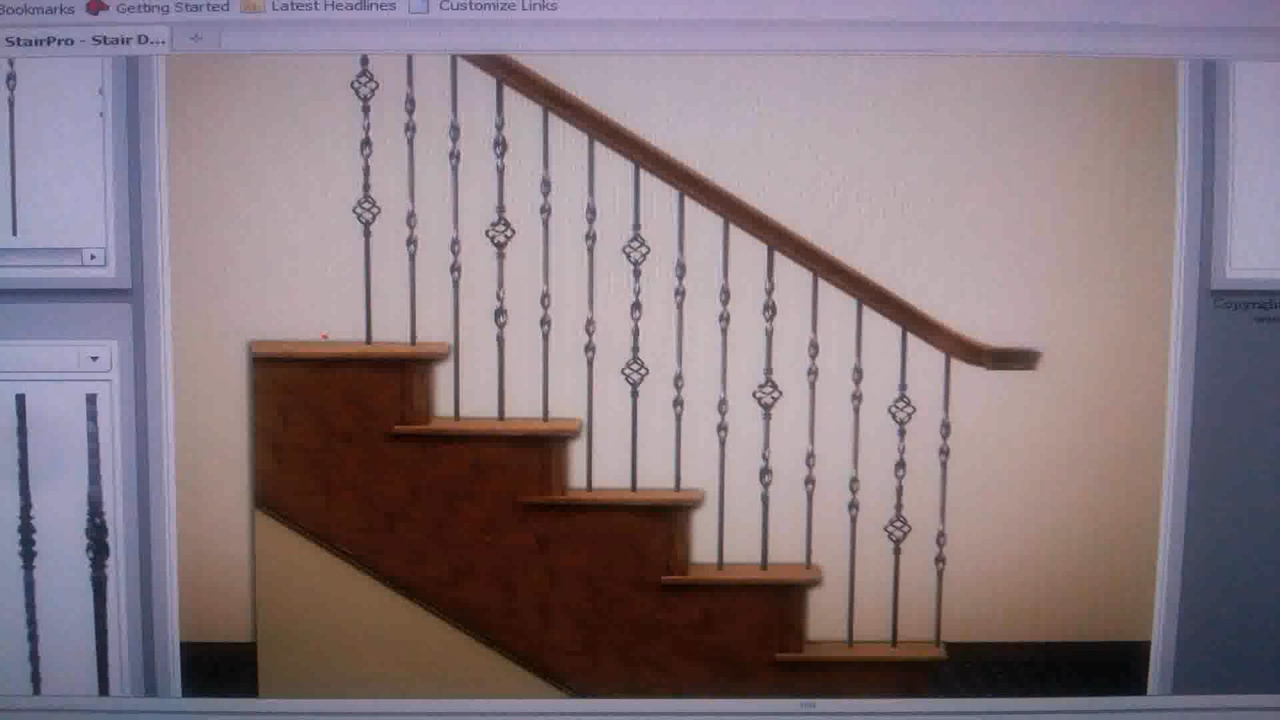 Bookmarks Getting Started Latest Headlines Customize Links
StairPro - Stair D...